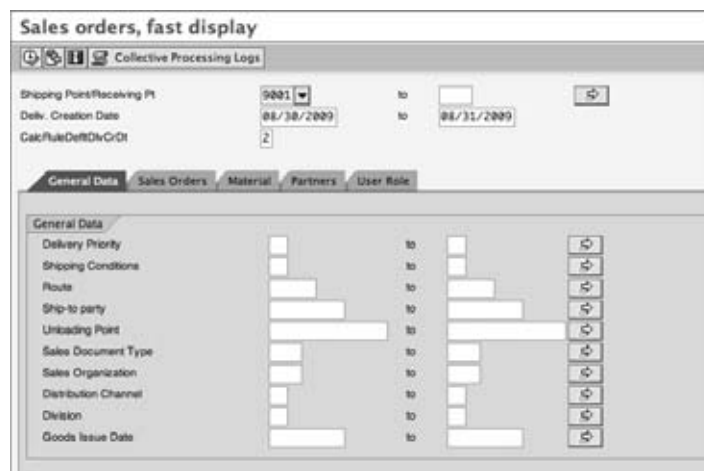 Sales orders, fast display
Collective Processing Logs
Shipping Point/Receiving Pt 9001 to
Deliv. Creation Date 08/30/2009 to 08/31/2009
CalcRuleDefltDlvCrDt 2
General Data Sales Orders Material Partners User Role
General Data
Delivery Priority to
Shipping Conditions to
Route to
Ship-to party to
Unloading Point to
Sales Document Type to
Sales Organization to
Distribution Channel to
Division to
Goods Issue Date to